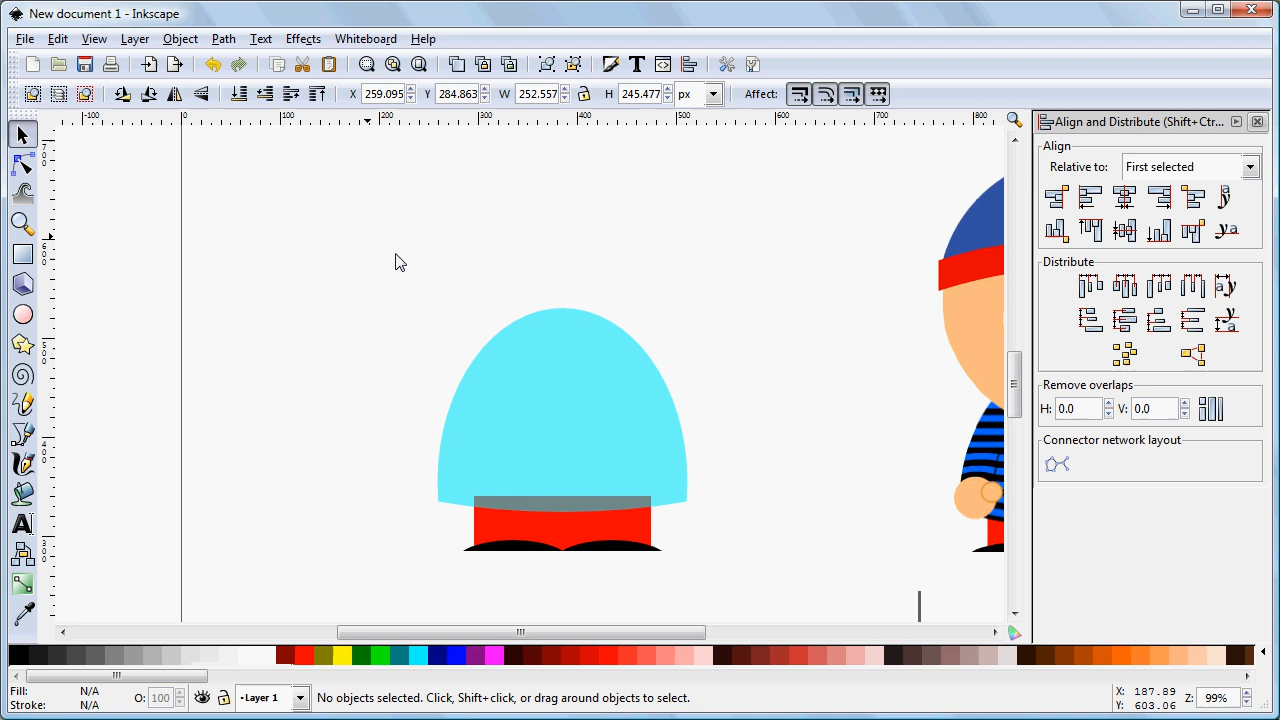 New document 1 - Inkscape
File Edit View Layer Object Path Text Effects Whiteboard Help
X 259.095 Y 284.863 W 252.557 H 245.477 px Affect:
-100 0 100 200 300 400 500 600 700 800
Align and Distribute (Shift+Ctr...
Align
Relative to: First selected
Distribute
Remove overlaps
H: 0.0 V: 0.0
Connector network layout
Fill: N/A
Stroke: N/A
O: 100
•Layer 1
No objects selected. Click, Shift+click, or drag around objects to select.
X: 187.89
Y: 603.06
Z: 99%